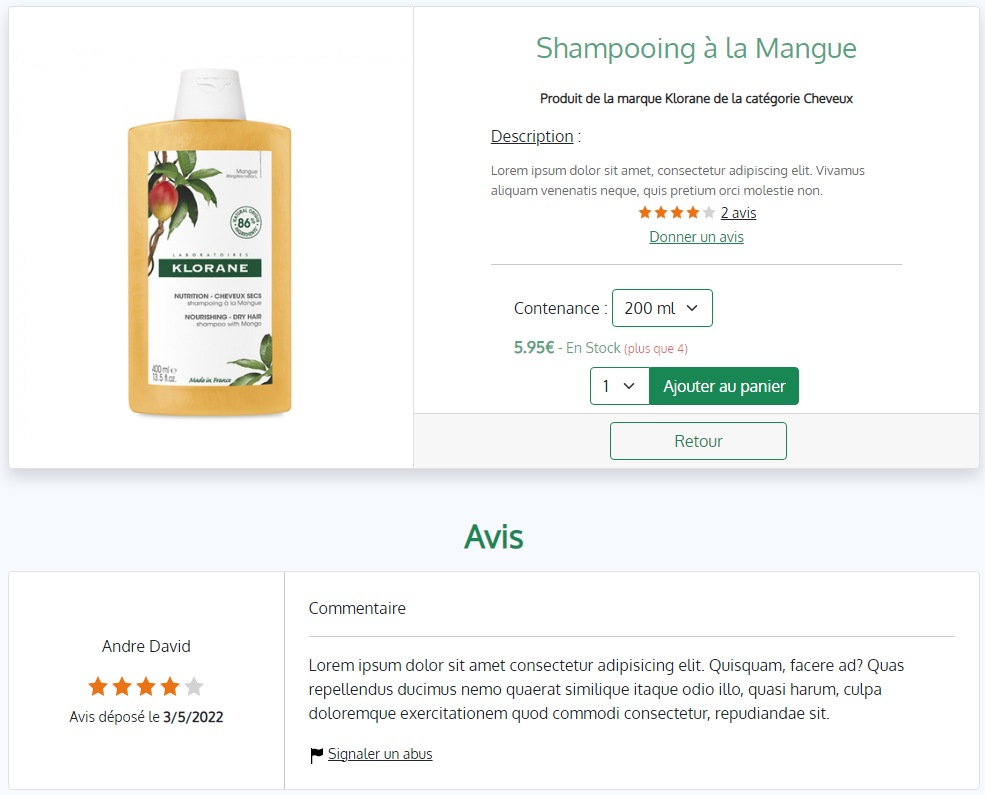 Shampooing à la Mangue
Produit de la marque Klorane de la catégorie Cheveux
Description :
Lorem ipsum dolor sit amet, consectetur adipiscing elit. Vivamus
aliquam venenatis neque, quis pretium orci molestie non.
2 avis
Donner un avis
Contenance : 200 ml
5.95€ - En Stock (plus que 4)
1 Ajouter au panier
Retour
Mangue
NATURAL ORIGIN
86%
INGREDIENTS
LABORATOIRES
KLORANE
NUTRITION - CHEVEUX SECS
shampooing à la Mangue
NOURISHING - DRY HAIR
shampoo with Mango
400 ml e
13.5 fl.oz.
Made in France
Avis
Andre David
Avis déposé le 3/5/2022
Commentaire
Lorem ipsum dolor sit amet consectetur adipisicing elit. Quisquam, facere ad? Quas
repellendus ducimus nemo quaerat similique itaque odio illo, quasi harum, culpa
doloremque exercitationem quod commodi consectetur, repudiandae sit.
Signaler un abus